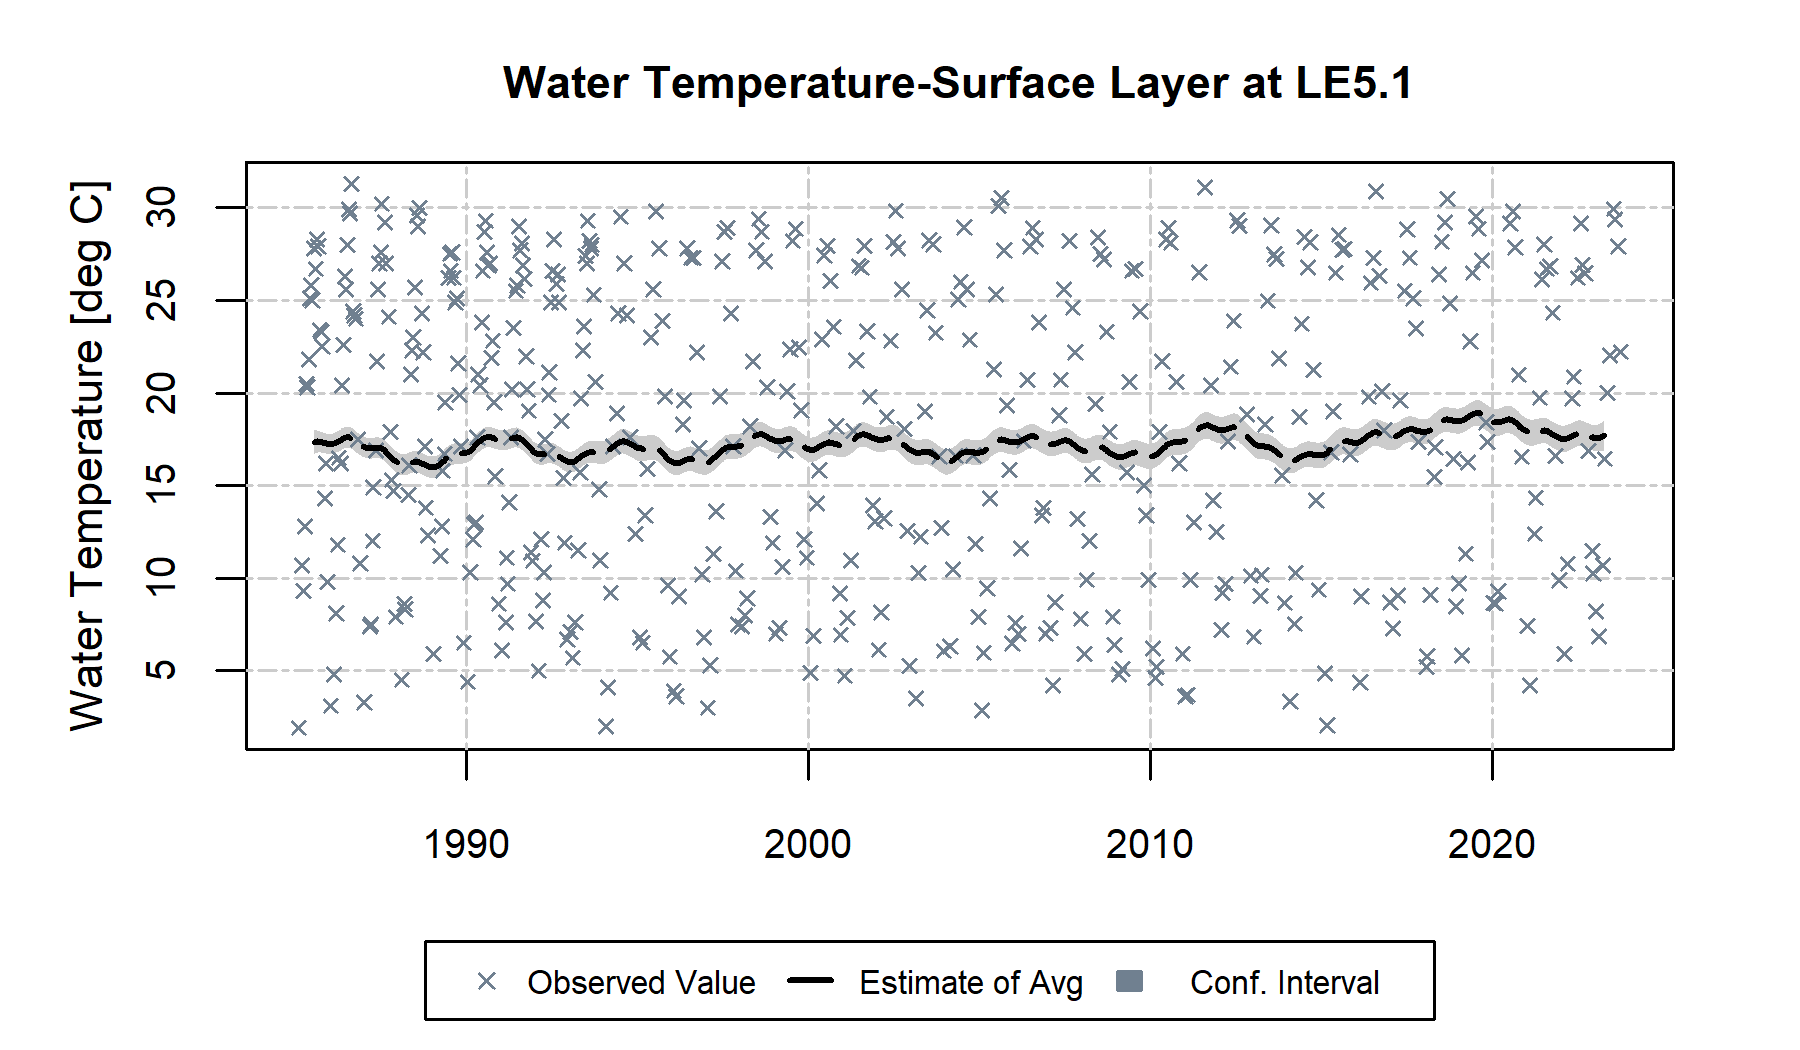 Water Temperature-Surface Layer at LE5.1
Water Temperature [deg C]
30
25
20
15
10
5
1990 2000 2010 2020
Observed Value Estimate of Avg Conf. Interval